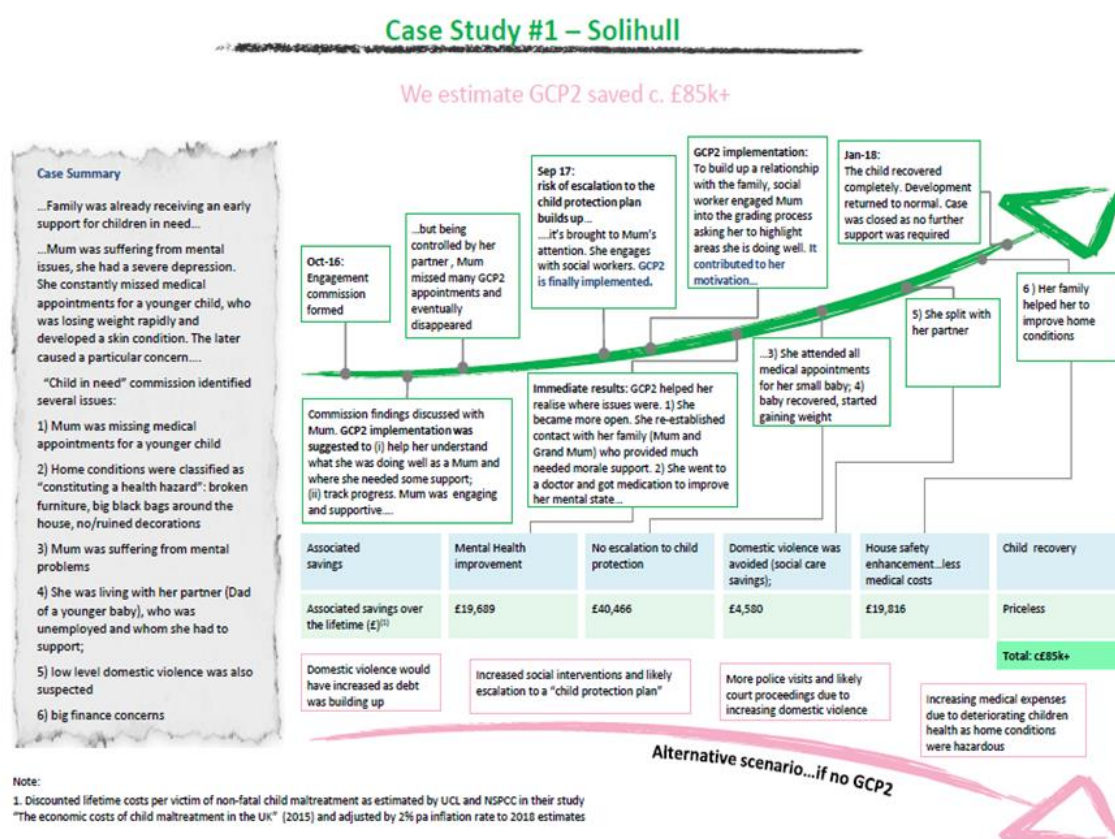 Case Study #1 – Solihull
We estimate GCP2 saved c. £85k+
Case Summary
...Family was already receiving an early
support for children in need...
...Mum was suffering from mental
issues, she had a severe depression.
She constantly missed medical
appointments for a younger child, who
was losing weight rapidly and
developed a skin condition. The later
caused a particular concern....
"Child in need" commission identified
several issues:
1) Mum was missing medical
appointments for a younger child
2) Home conditions were classified as
"constituting a health hazard": broken
furniture, big black bags around the
house, no/ruined decorations
3) Mum was suffering from mental
problems
4) She was living with her partner (Dad
of a younger baby), who was
unemployed and whom she had to
support;
5) low level domestic violence was also
suspected
6) big finance concerns
Oct-16:
Engagement
commission
formed
...but being
controlled by her
partner , Mum
missed many GCP2
appointments and
eventually
disappeared
Sep 17:
risk of escalation to the
child protection plan
builds up...
....it's brought to Mum's
attention. She engages
with social workers. GCP2
is finally implemented.
GCP2 implementation:
To build up a relationship
with the family, social
worker engaged Mum
into the grading process
asking her to highlight
areas she is doing well. It
contributed to her
motivation...
Jan-18:
The child recovered
completely. Development
returned to normal. Case
was closed as no further
support was required
Commission findings discussed with
Mum. GCP2 implementation was
suggested to (i) help her understand
what she was doing well as a Mum and
where she needed some support;
(ii) track progress. Mum was engaging
and supportive....
Immediate results: GCP2 helped her
realise where issues were. 1) She
became more open. She re-established
contact with her family (Mum and
Grand Mum) who provided much
needed morale support. 2) She went to
a doctor and got medication to improve
her mental state...
...3) She attended all
medical appointments
for her small baby; 4)
baby recovered, started
gaining weight
5) She split with
her partner
6 ) Her family
helped her to
improve home
conditions
Associated
savings
Mental Health
improvement
No escalation to child
protection
Domestic violence was
avoided (social care
savings);
House safety
enhancement...less
medical costs
Child recovery
Associated savings over
the lifetime (£)(1)
£19,689
£40,466
£4,580
£19,816
Priceless
Total: c£85k+
Domestic violence would
have increased as debt
was building up
Increased social interventions and likely
escalation to a "child protection plan"
More police visits and likely
court proceedings due to
increasing domestic violence
Increasing medical expenses
due to deteriorating children
health as home conditions
were hazardous
Alternative scenario...if no GCP2
Note:
1. Discounted lifetime costs per victim of non-fatal child maltreatment as estimated by UCL and NSPCC in their study
"The economic costs of child maltreatment in the UK" (2015) and adjusted by 2% pa inflation rate to 2018 estimates